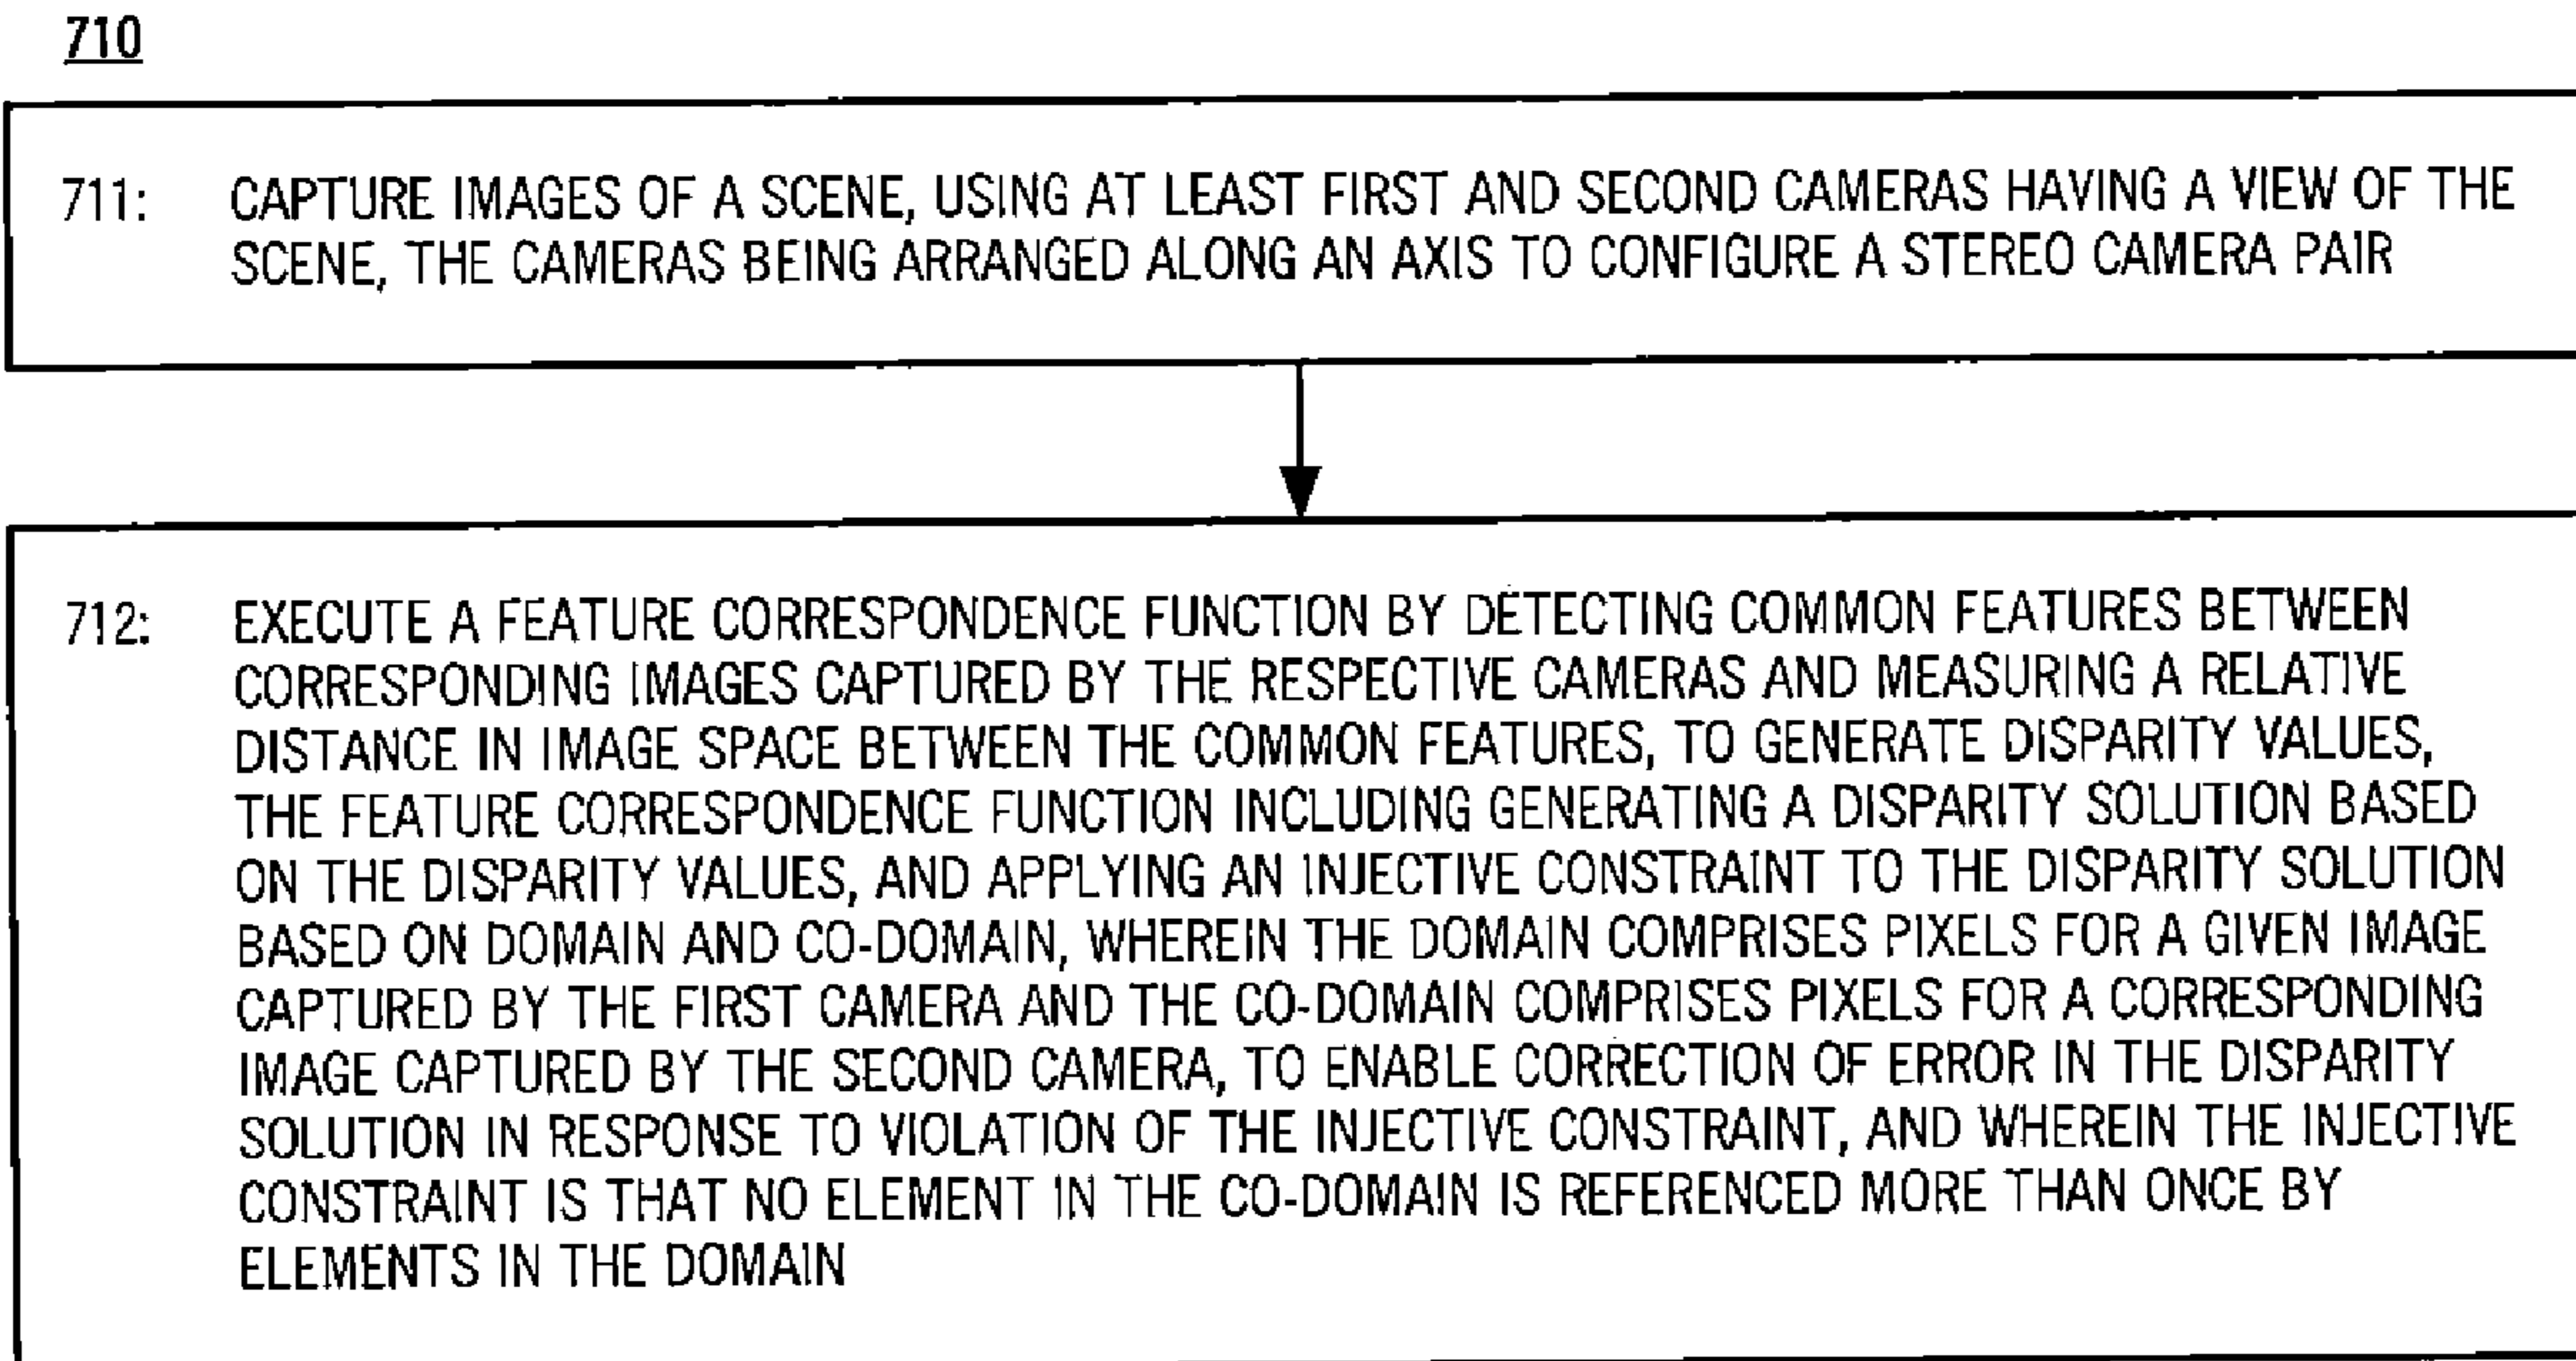 710
711: CAPTURE IMAGES OF A SCENE, USING AT LEAST FIRST AND SECOND CAMERAS HAVING A VIEW OF THE
SCENE, THE CAMERAS BEING ARRANGED ALONG AN AXIS TO CONFIGURE A STEREO CAMERA PAIR
712: EXECUTE A FEATURE CORRESPONDENCE FUNCTION BY DETECTING COMMON FEATURES BETWEEN
CORRESPONDING IMAGES CAPTURED BY THE RESPECTIVE CAMERAS AND MEASURING A RELATIVE
DISTANCE IN IMAGE SPACE BETWEEN THE COMMON FEATURES, TO GENERATE DISPARITY VALUES,
THE FEATURE CORRESPONDENCE FUNCTION INCLUDING GENERATING A DISPARITY SOLUTION BASED
ON THE DISPARITY VALUES, AND APPLYING AN INJECTIVE CONSTRAINT TO THE DISPARITY SOLUTION
BASED ON DOMAIN AND CO-DOMAIN, WHEREIN THE DOMAIN COMPRISES PIXELS FOR A GIVEN IMAGE
CAPTURED BY THE FIRST CAMERA AND THE CO-DOMAIN COMPRISES PIXELS FOR A CORRESPONDING
IMAGE CAPTURED BY THE SECOND CAMERA, TO ENABLE CORRECTION OF ERROR IN THE DISPARITY
SOLUTION IN RESPONSE TO VIOLATION OF THE INJECTIVE CONSTRAINT, AND WHEREIN THE INJECTIVE
CONSTRAINT IS THAT NO ELEMENT IN THE CO-DOMAIN IS REFERENCED MORE THAN ONCE BY
ELEMENTS IN THE DOMAIN